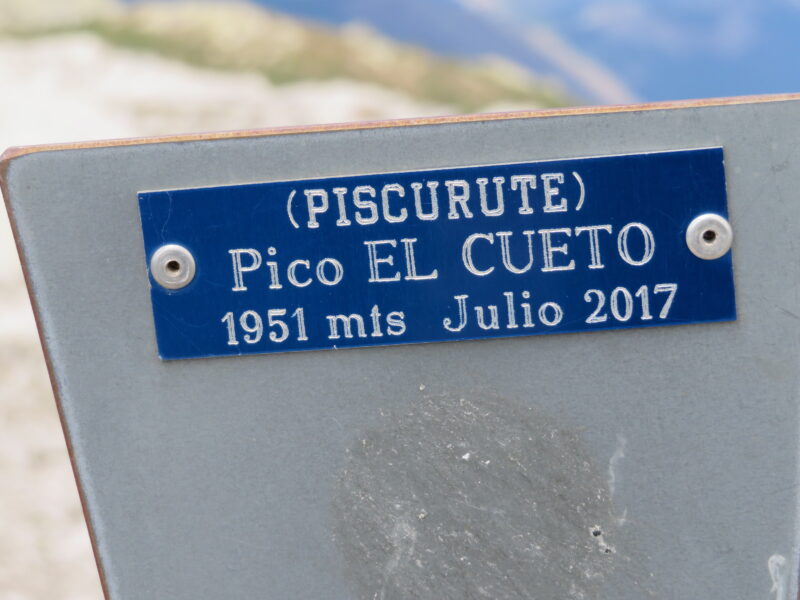 (PISCURUTE)
Pico EL CUETO
1951 mts Julio 2017